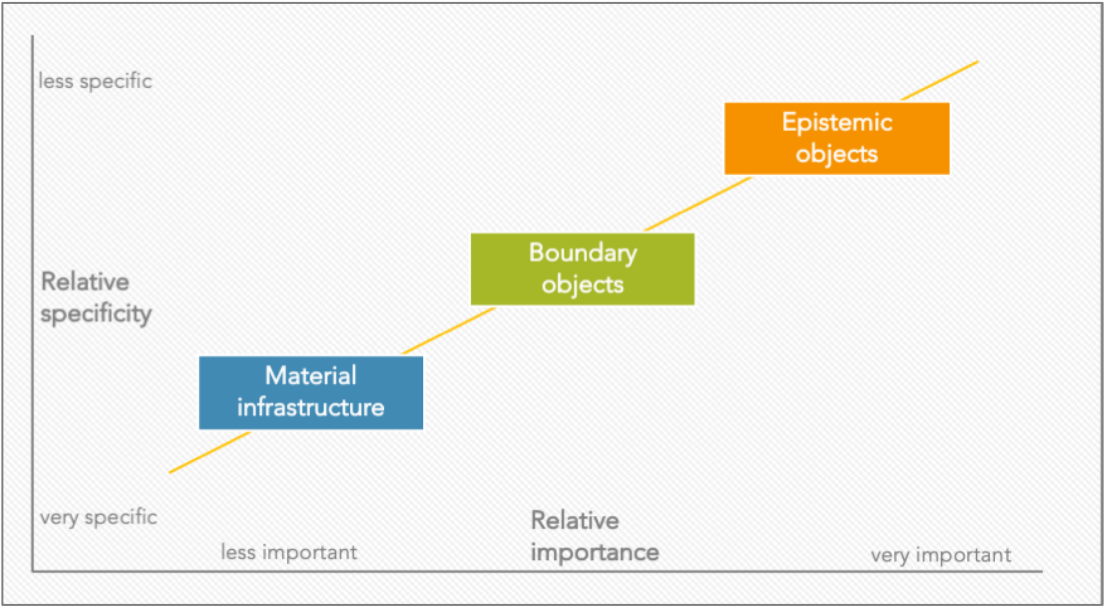 less specific
Epistemic
objects
Boundary
objects
Relative
specificity
Material
infrastructure
very specific
Relative
importance
less important
very important